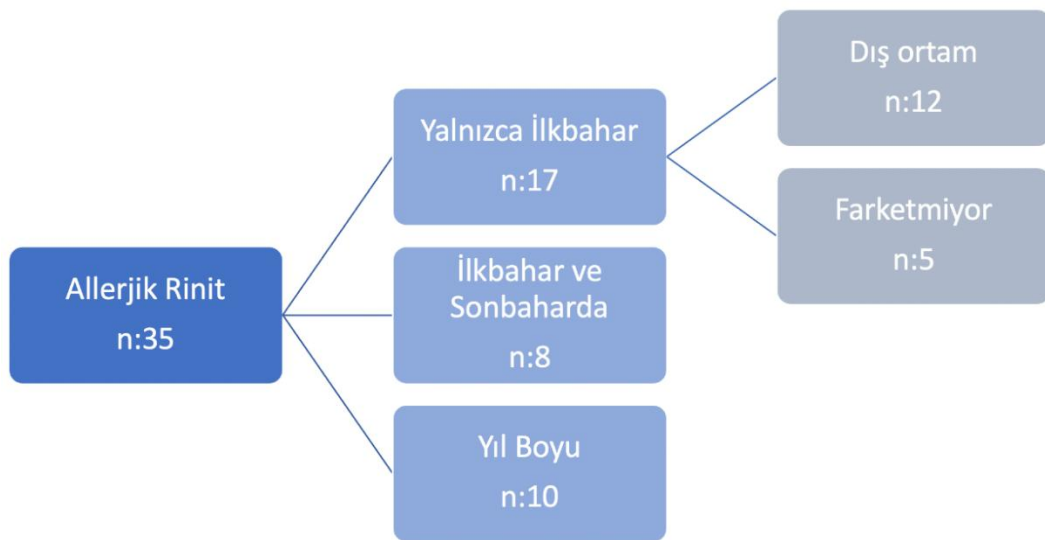 Allerjik Rinit
n:35
Yalnızca İlkbahar
n:17
İlkbahar ve
Sonbaharda
n:8
Yıl Boyu
n:10
Dış ortam
n:12
Farketmiyor
n:5